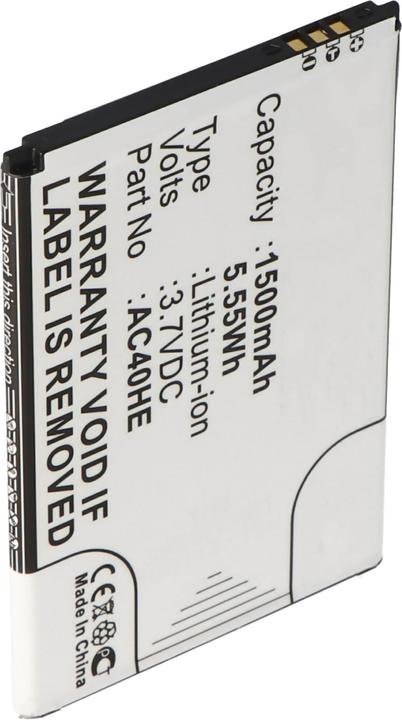 Capacity :1500mAh
5.55Wh
Type :Lithium-ion
Volts :3.7VDC
Part No :AC40HE
WARRANTY VOID IF
LABEL IS REMOVED
Insert this direction
CE
Made In China